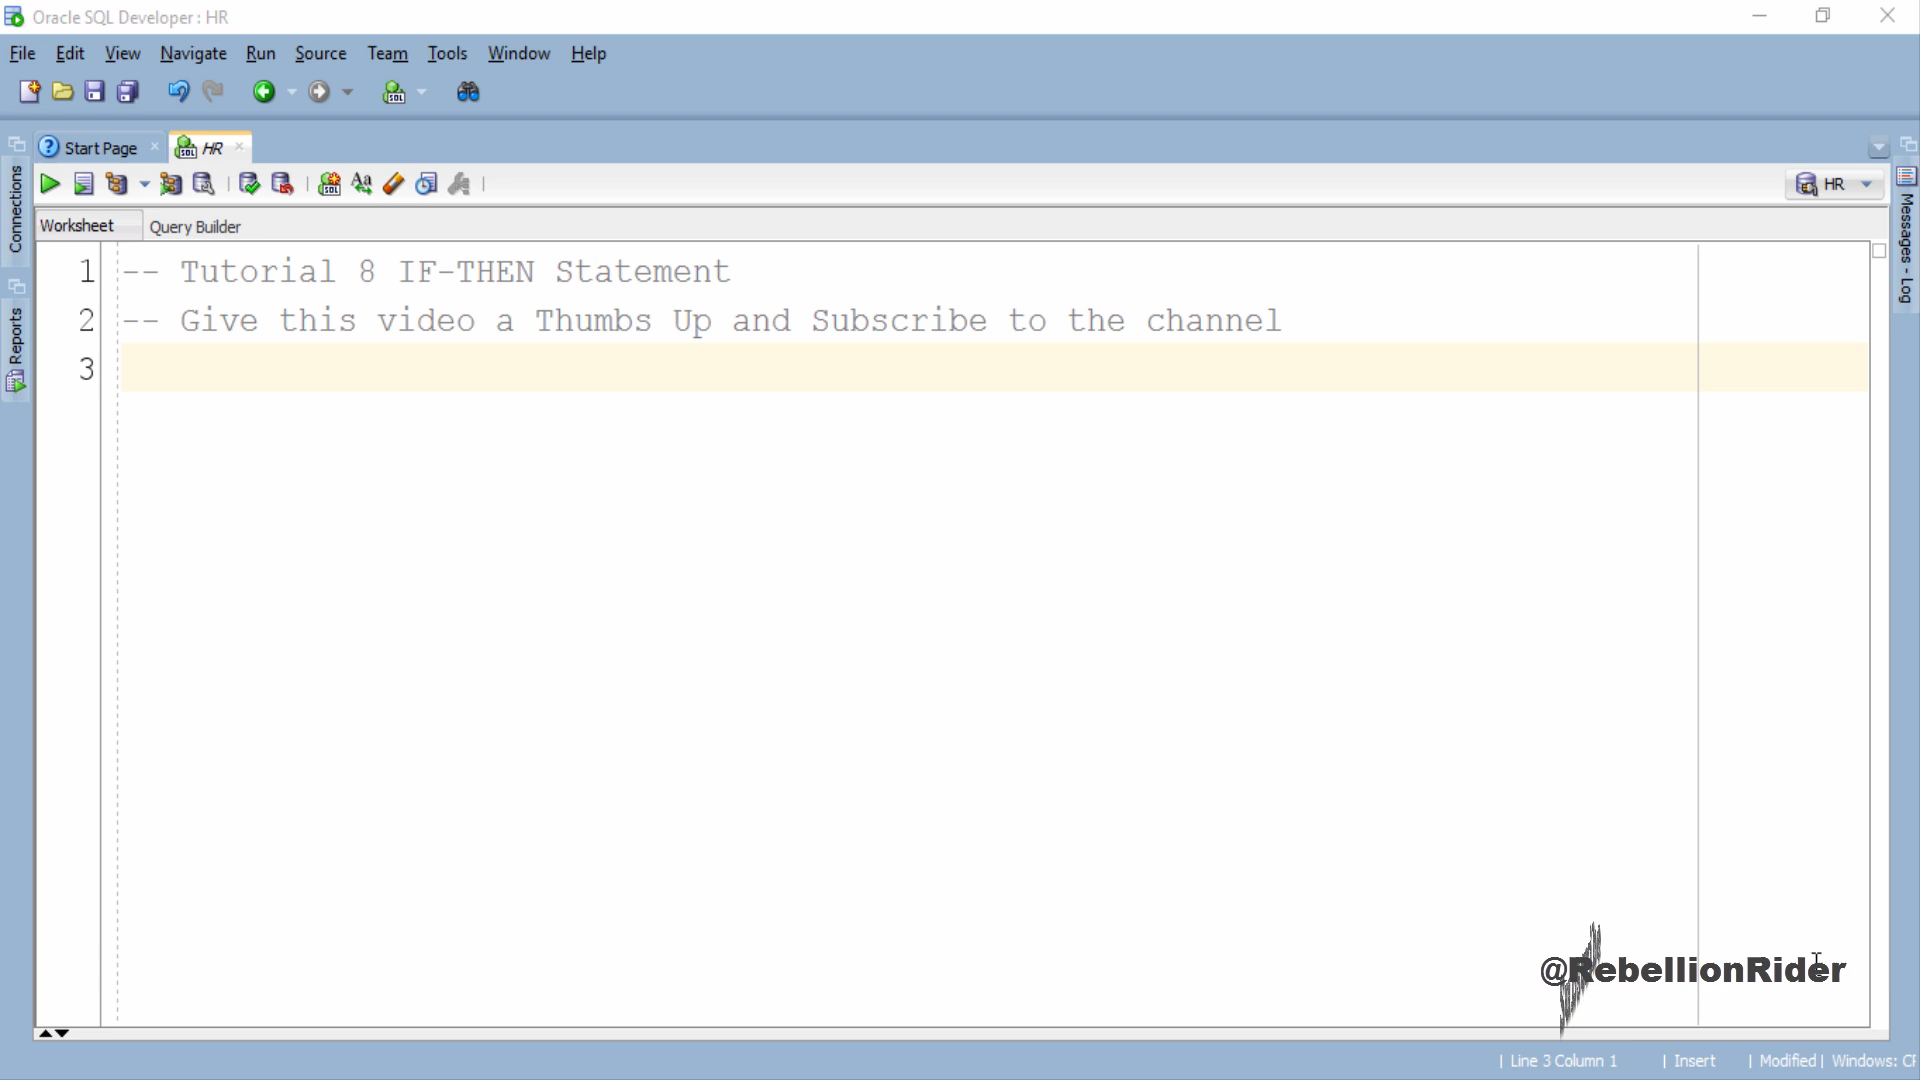 Oracle SQL Developer : HR
File Edit View Navigate Run Source Team Tools Window Help
Start Page HR
HR
Worksheet Query Builder
Connections
Reports
Messages - Log
1 -- Tutorial 8 IF-THEN Statement
2 -- Give this video a Thumbs Up and Subscribe to the channel
3
@RebellionRider
| Line 3 Column 1 | Insert | Modified | Windows: CF